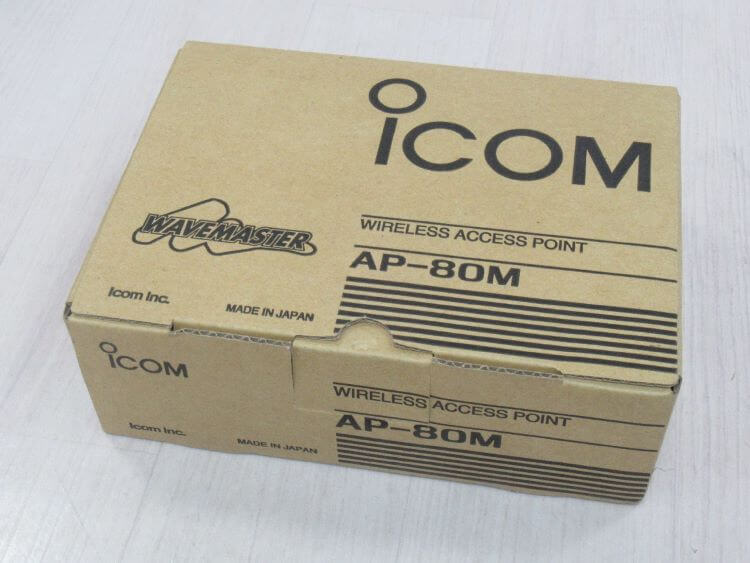 ICOM
WAVEMASTER
WIRELESS ACCESS POINT
AP-80M
Icom Inc.
MADE IN JAPAN
ICOM
WIRELESS ACCESS POINT
AP-80M
Icom Inc.
MADE IN JAPAN